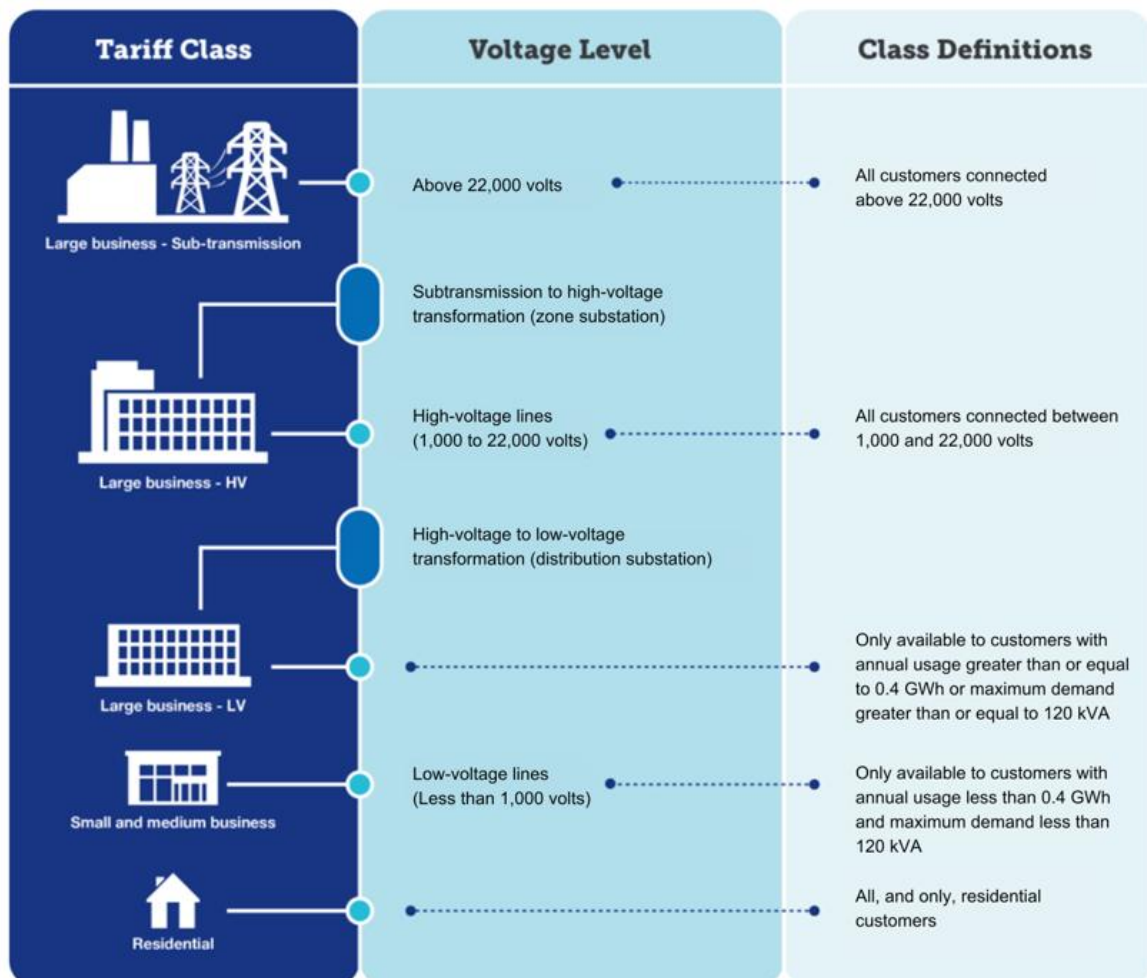 Tariff Class
Voltage Level
Class Definitions
Large business - Sub-transmission
Above 22,000 volts
All customers connected
above 22,000 volts
Subtransmission to high-voltage
transformation (zone substation)
Large business - HV
High-voltage lines
(1,000 to 22,000 volts)
All customers connected between
1,000 and 22,000 volts
High-voltage to low-voltage
transformation (distribution substation)
Large business - LV
Only available to customers with
annual usage greater than or equal
to 0.4 GWh or maximum demand
greater than or equal to 120 kVA
Small and medium business
Low-voltage lines
(Less than 1,000 volts)
Only available to customers with
annual usage less than 0.4 GWh
and maximum demand less than
120 kVA
Residential
All, and only, residential
customers